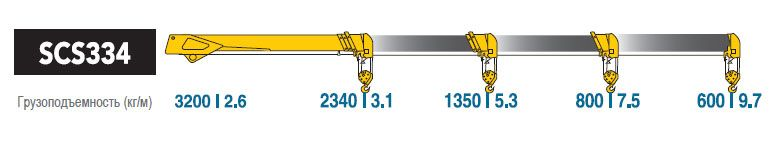 SCS334
Грузоподъемность (кг/м) 3200 | 2.6 2340 | 3.1 1350 | 5.3 800 | 7.5 600 | 9.7